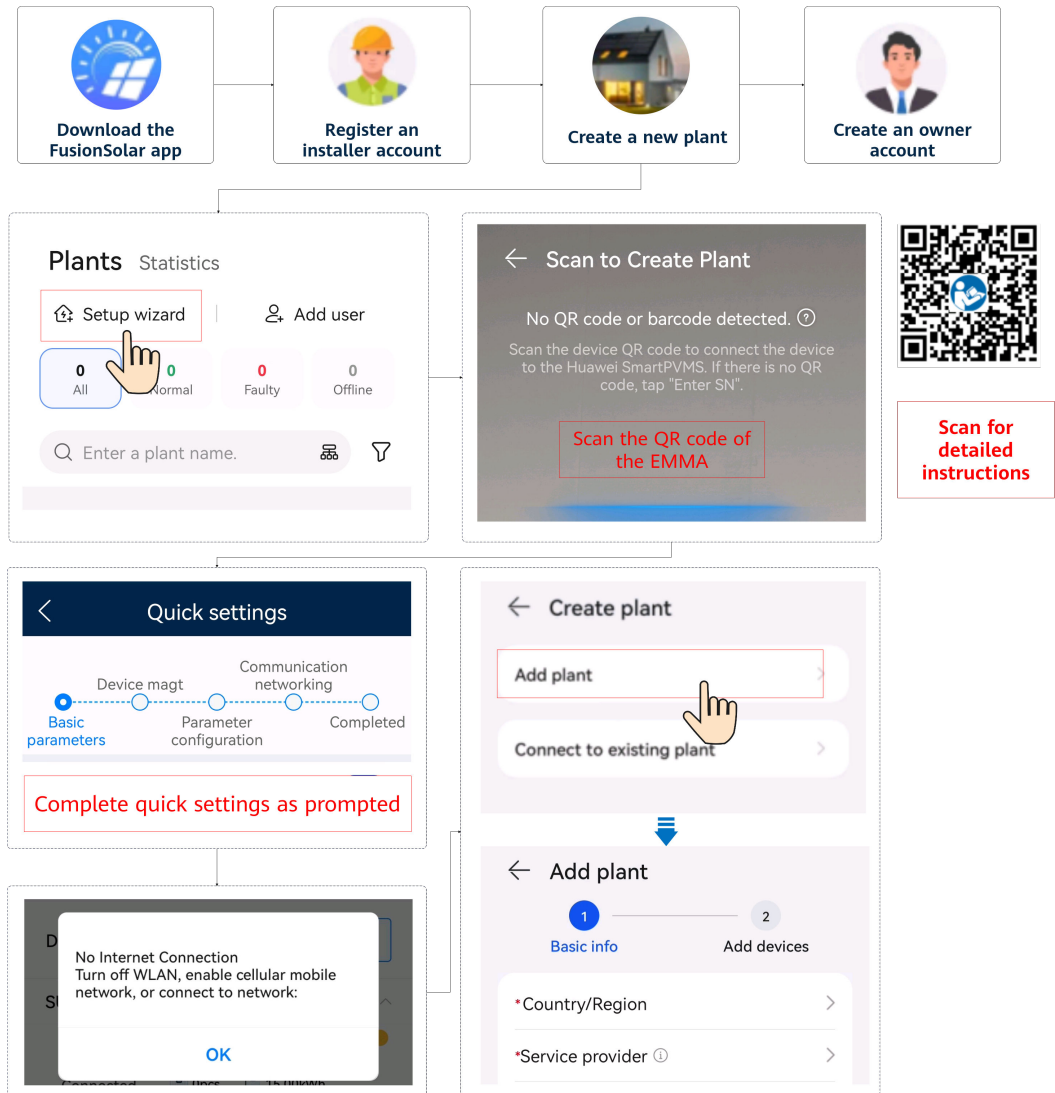 Download the
FusionSolar app
Register an
installer account
Create a new plant
Create an owner
account
Plants Statistics
Setup wizard
Add user
0
All
0
Normal
0
Faulty
0
Offline
Enter a plant name.
Scan to Create Plant
No QR code or barcode detected.
Scan the device QR code to connect the device
to the Huawei SmartPVMS. If there is no QR
code, tap "Enter SN".
Scan the QR code of
the EMMA
Scan for
detailed
instructions
Quick settings
Basic
parameters
Device magt
Parameter
configuration
Communication
networking
Completed
Complete quick settings as prompted
No Internet Connection
Turn off WLAN, enable cellular mobile
network, or connect to network:
OK
Create plant
Add plant
Connect to existing plant
Add plant
1
Basic info
2
Add devices
*Country/Region
*Service provider